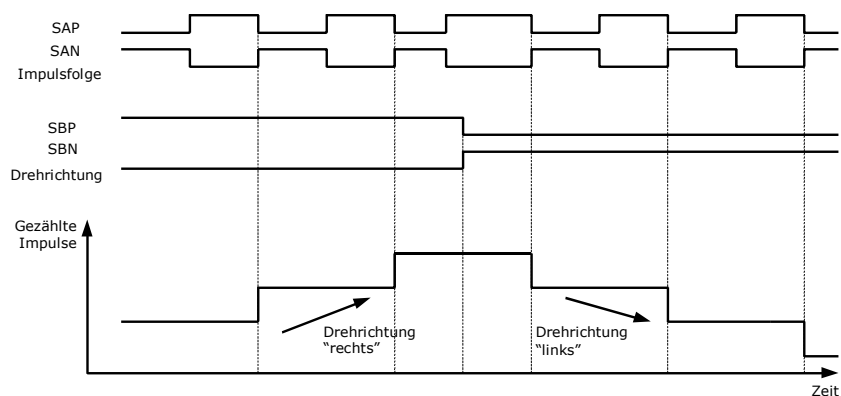 SAP
SAN
Impulsfolge
SBP
SBN
Drehrichtung
Gezählte
Impulse
Drehrichtung
“rechts”
Drehrichtung
“links”
Zeit